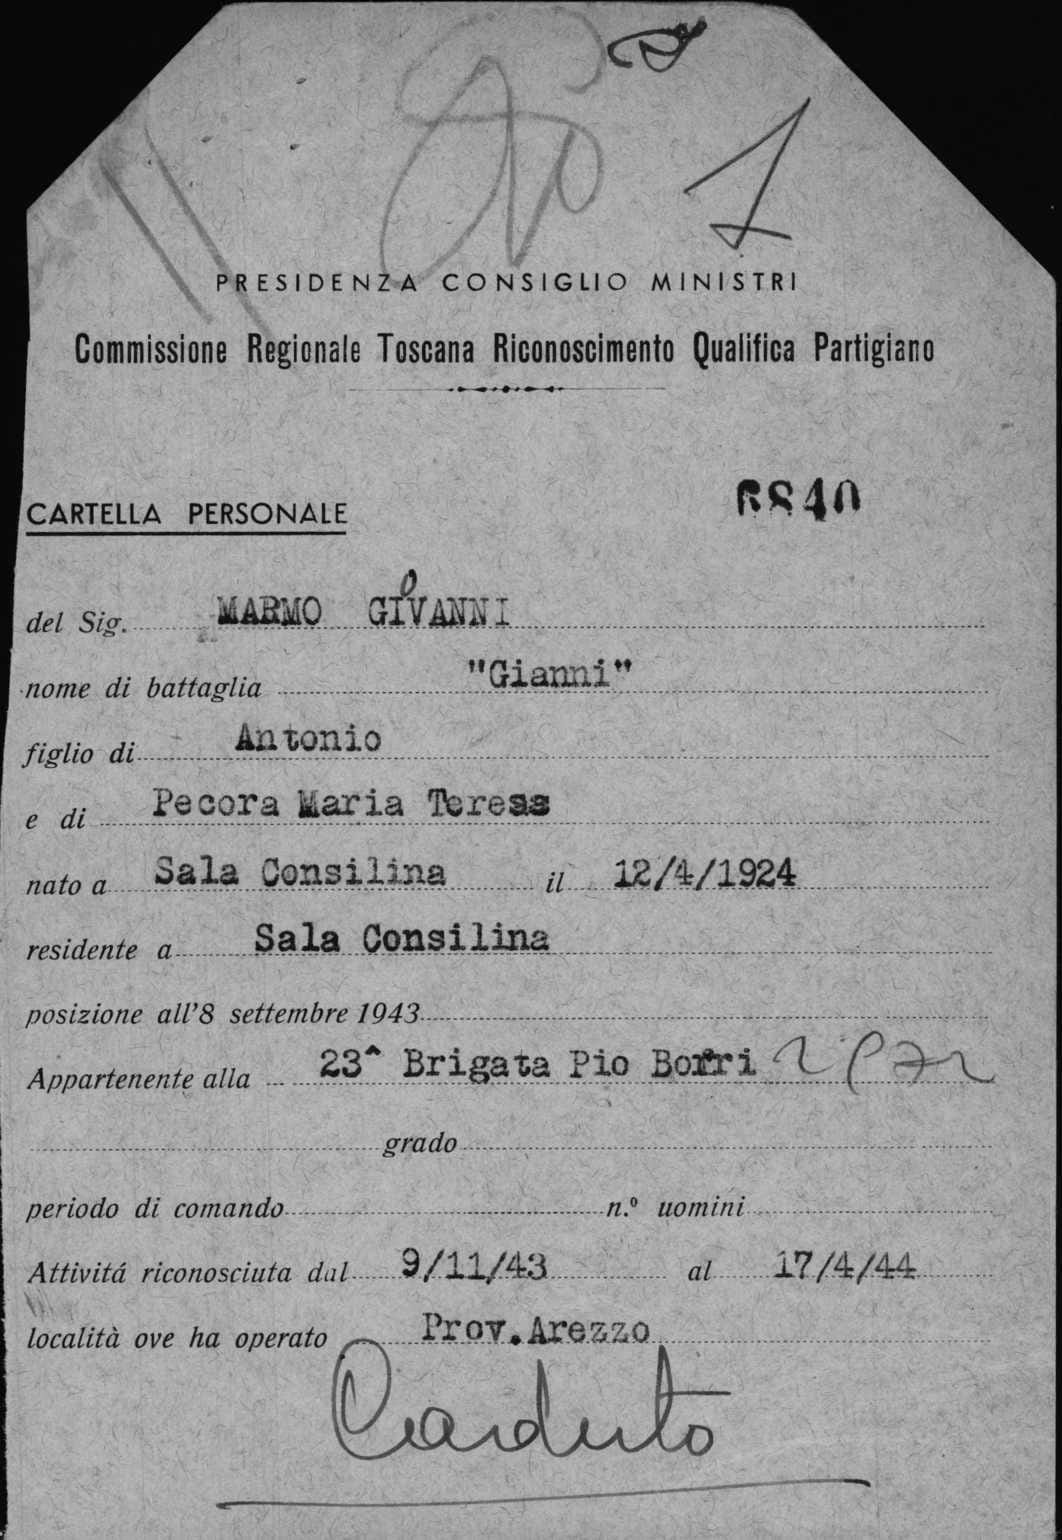 1
PRESIDENZA CONSIGLIO MINISTRI
Commissione Regionale Toscana Riconoscimento Qualifica Partigiano
6840
CARTELLA PERSONALE
del Sig. MARMO GIOVANNI
nome di battaglia "Gianni"
figlio di Antonio
e di Pecora Maria Teresa
nato a Sala Consilina il 12/4/1924
residente a Sala Consilina
posizione all'8 settembre 1943
Appartenente alla 23^ Brigata Pio Borri
grado
periodo di comando n.º uomini
Attivitá riconosciuta dal 9/11/43 al 17/4/44
località ove ha operato Prov. Arezzo
Caduto